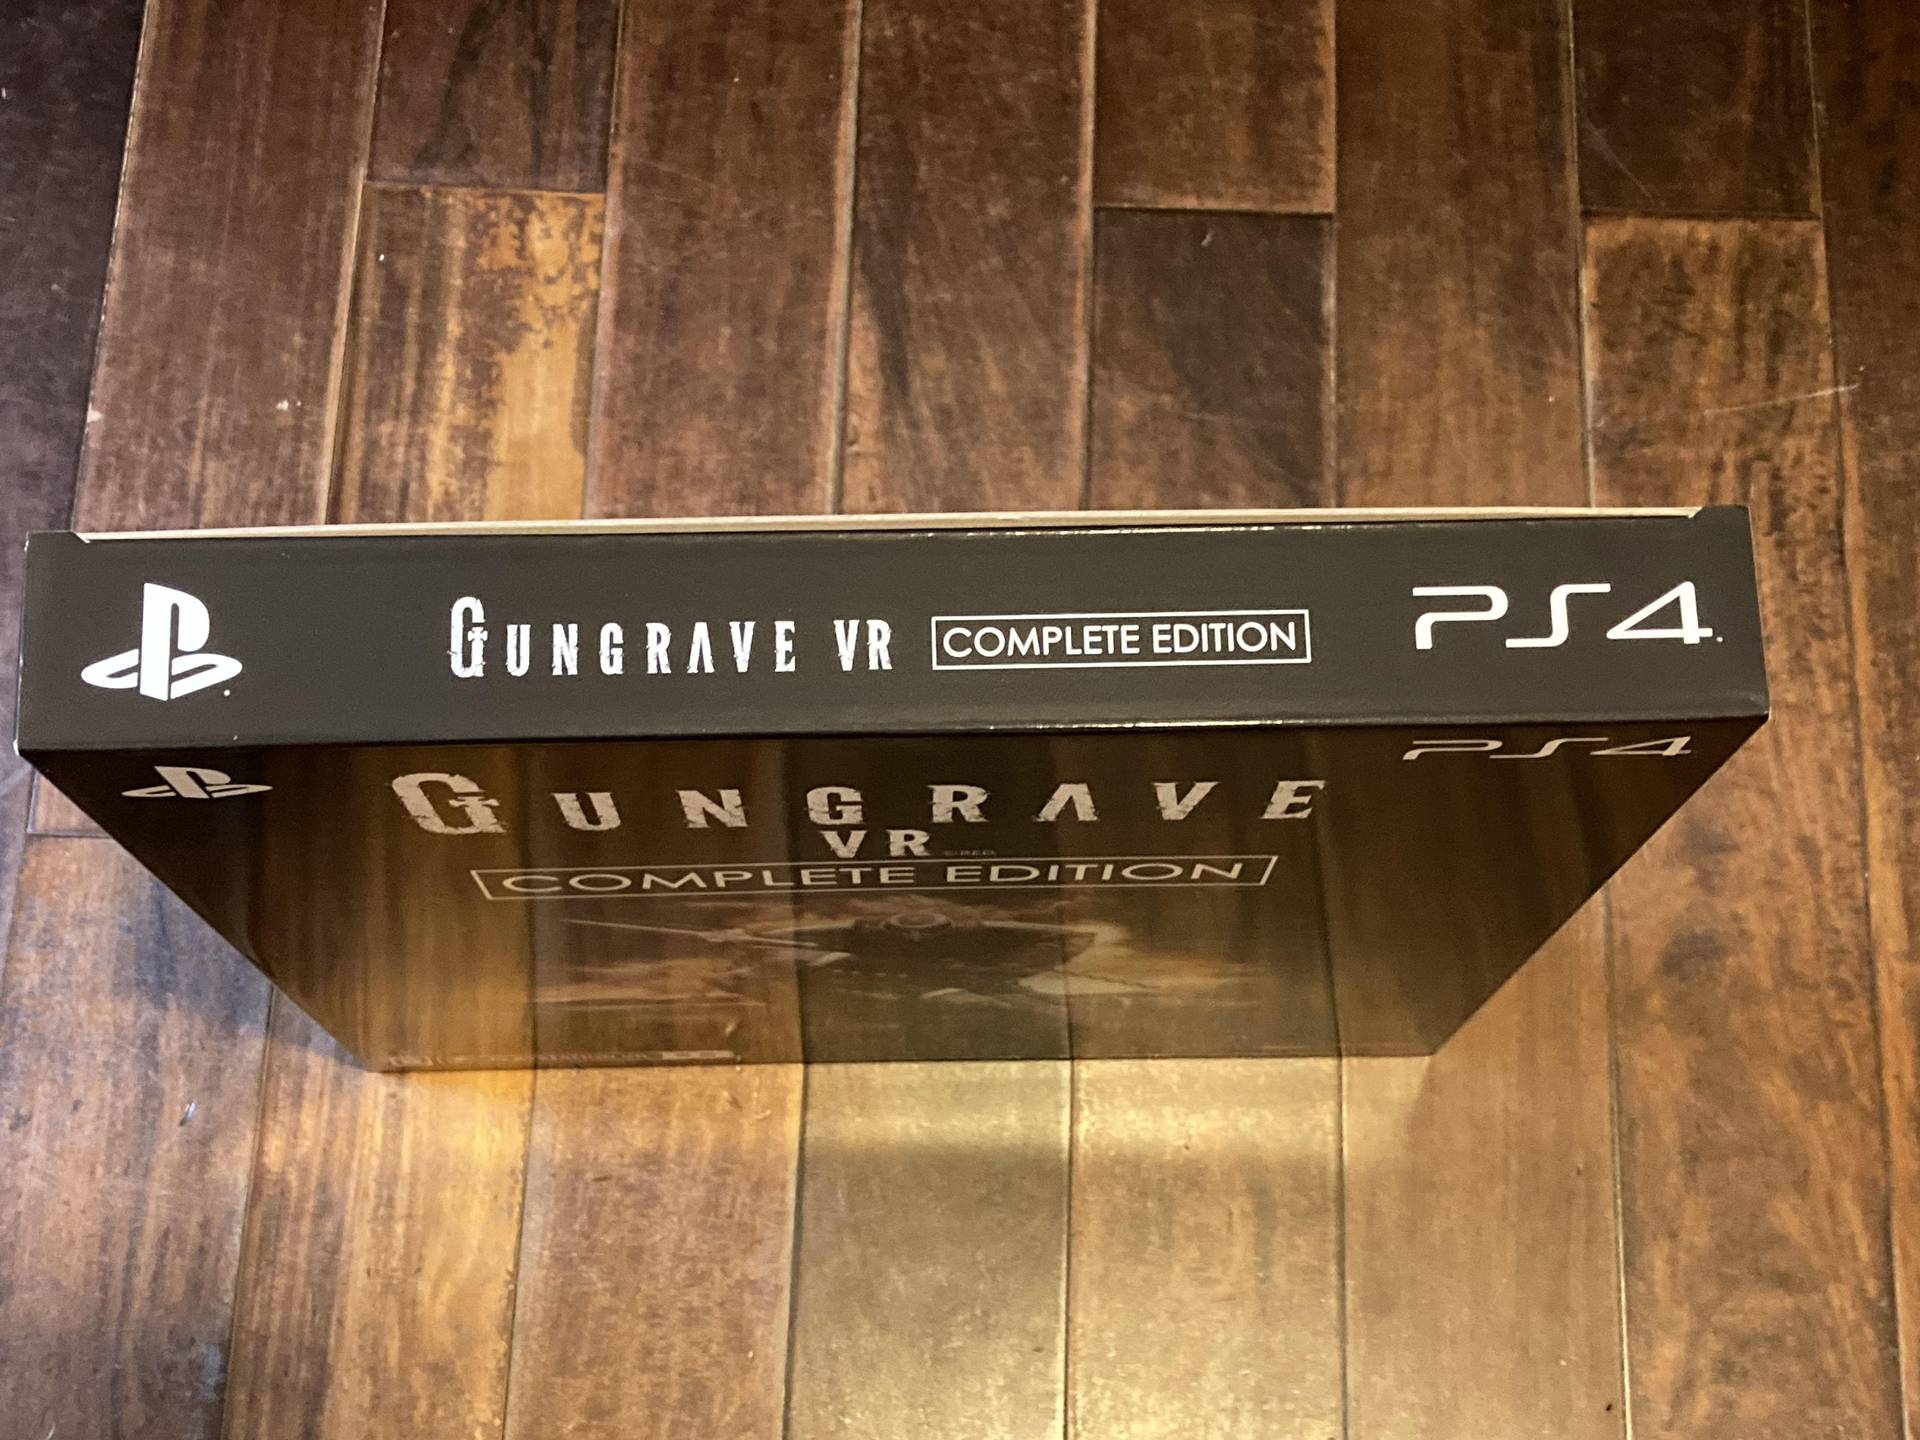 GUNGRAVE VR COMPLETE EDITION PS4
PS4
GUNGRAVE
VR
COMPLETE EDITION